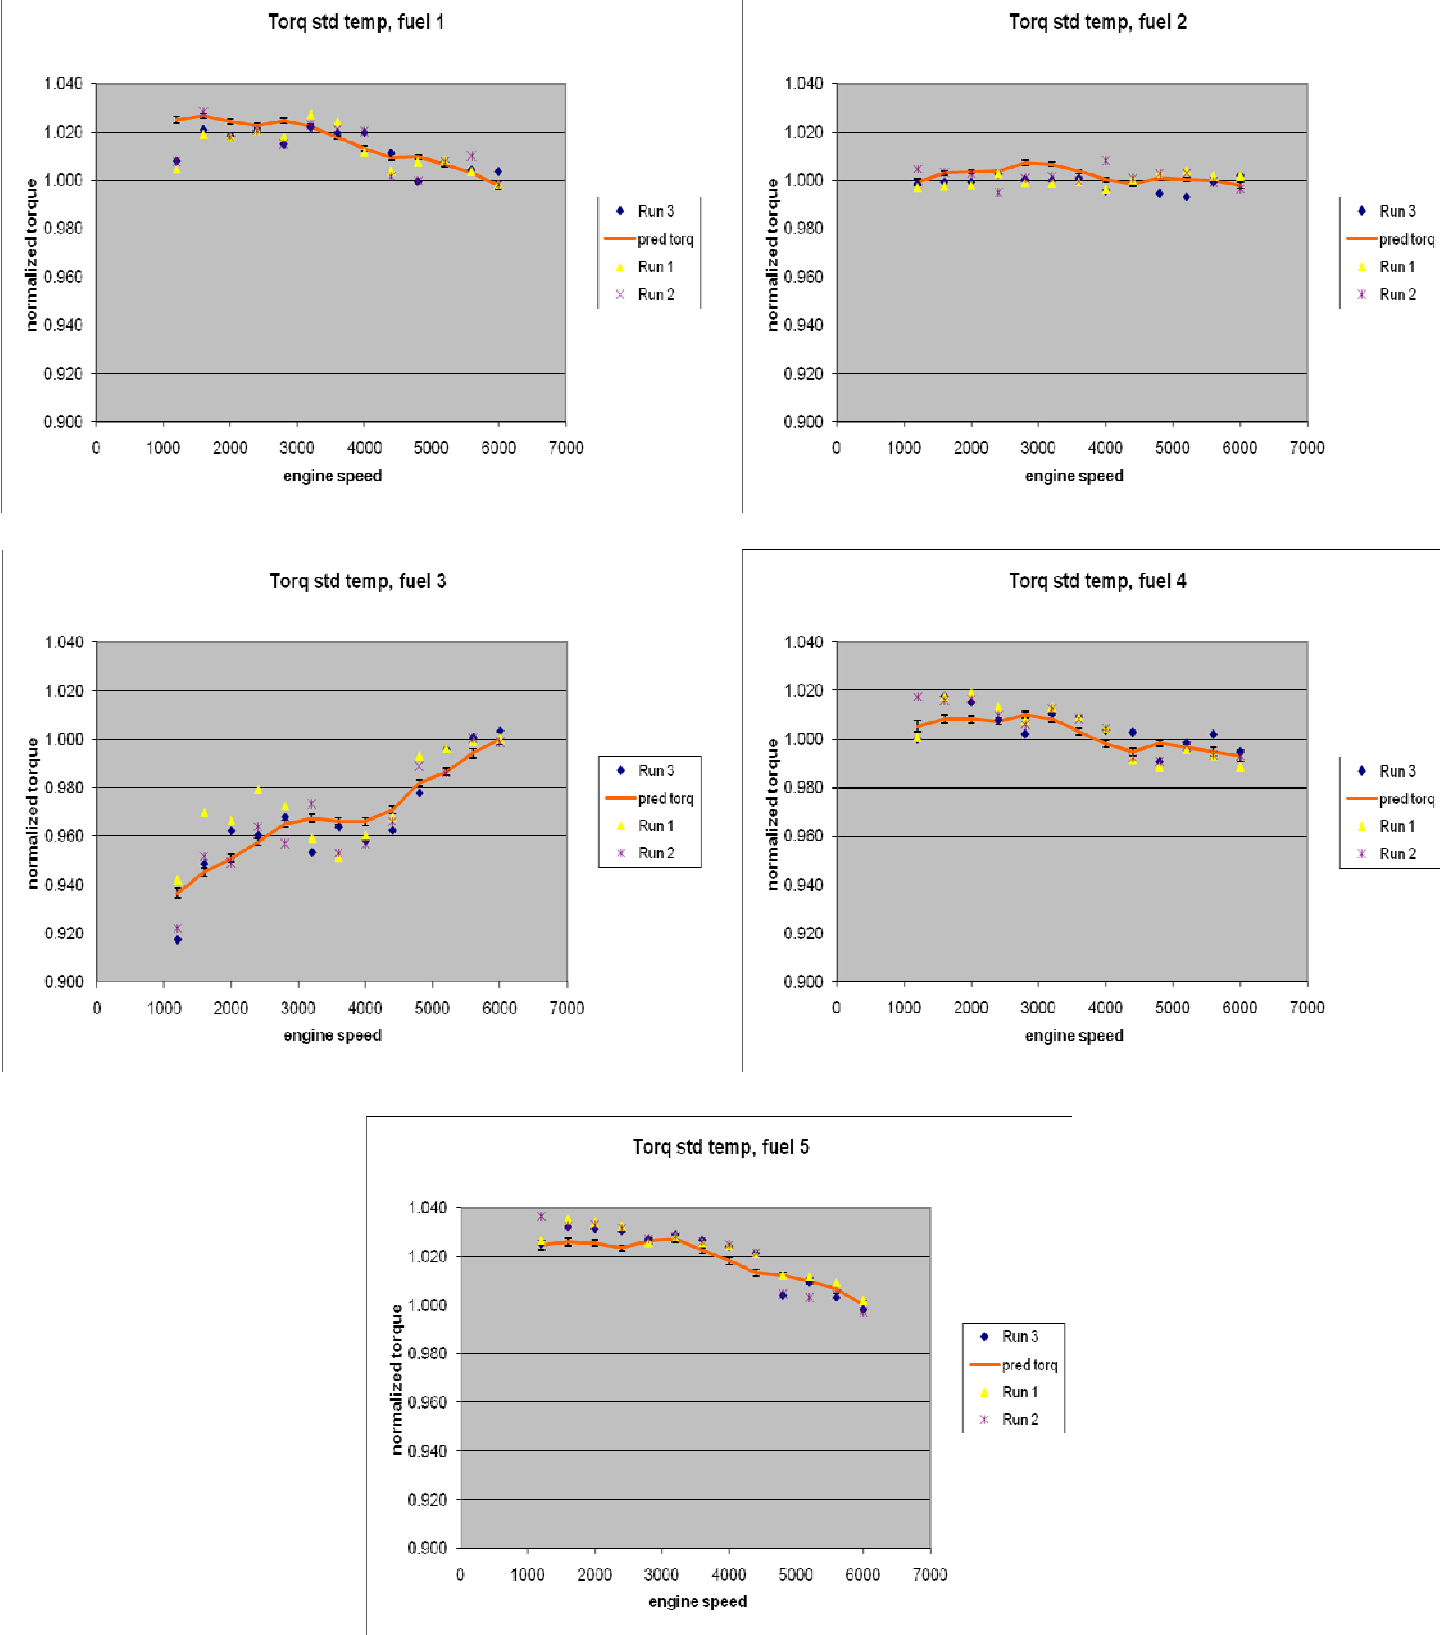 Torq std temp, fuel 1
normalized torque
1.040
1.020
1.000
0.980
0.960
0.940
0.920
0.900
0 1000 2000 3000 4000 5000 6000 7000
engine speed
Run 3
pred torq
Run 1
Run 2
Torq std temp, fuel 2
normalized torque
1.040
1.020
1.000
0.980
0.960
0.940
0.920
0.900
0 1000 2000 3000 4000 5000 6000 7000
engine speed
Run 3
pred torq
Run 1
Run 2
Torq std temp, fuel 3
normalized torque
1.040
1.020
1.000
0.980
0.960
0.940
0.920
0.900
0 1000 2000 3000 4000 5000 6000 7000
engine speed
Run 3
pred torq
Run 1
Run 2
Torq std temp, fuel 4
normalized torque
1.040
1.020
1.000
0.980
0.960
0.940
0.920
0.900
0 1000 2000 3000 4000 5000 6000 7000
engine speed
Run 3
pred torq
Run 1
Run 2
Torq std temp, fuel 5
normalized torque
1.040
1.020
1.000
0.980
0.960
0.940
0.920
0.900
0 1000 2000 3000 4000 5000 6000 7000
engine speed
Run 3
pred torq
Run 1
Run 2